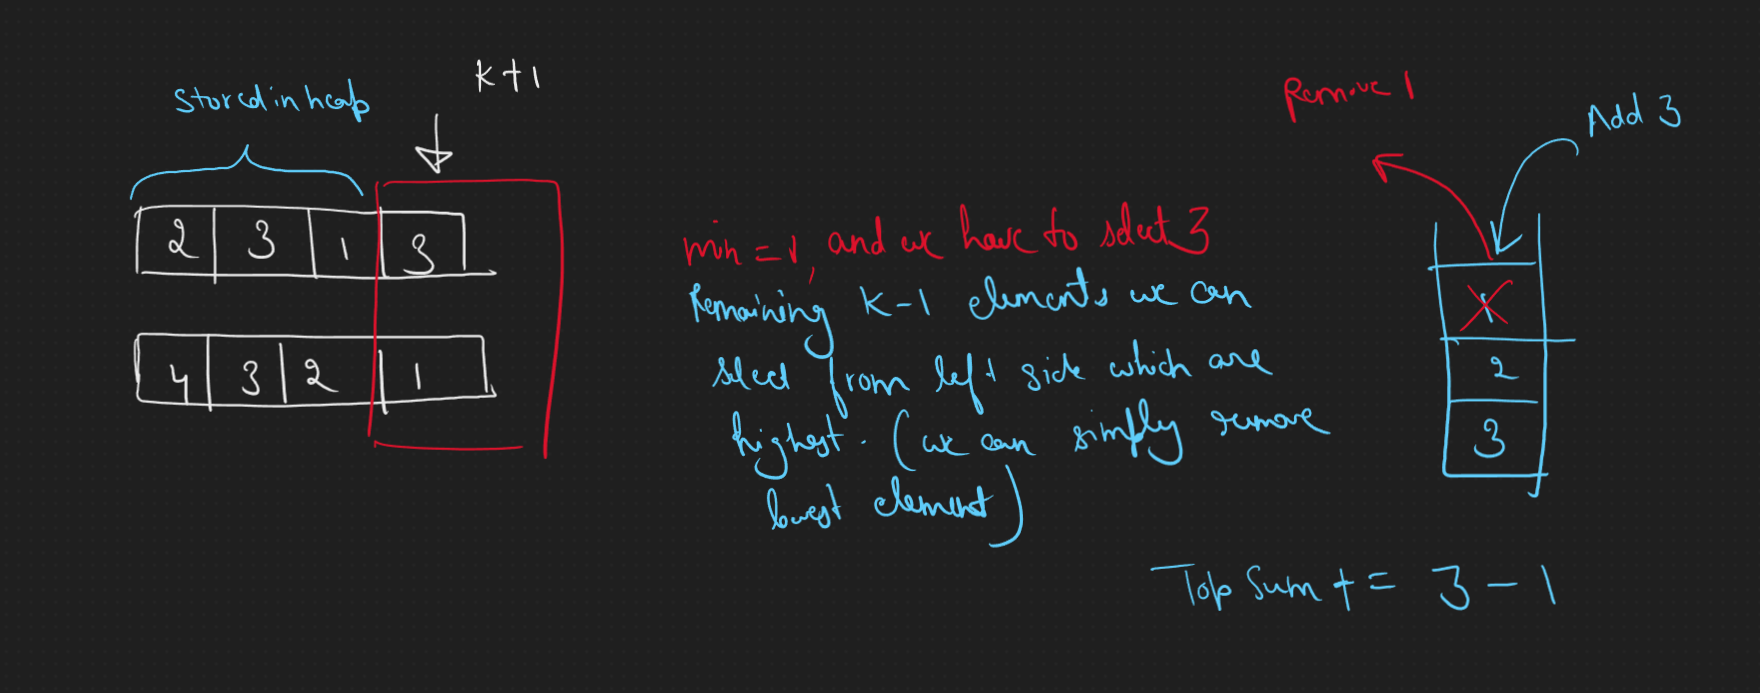 k+1
stored in heap
Remove 1
Add 3
2 3 1 3
4 3 2 1
min = 1, and we have to select 3
Remaining k-1 elements we can
select from left side which are
highest. (we can simply remove
lowest element)
1
2
3
Top Sum += 3 - 1